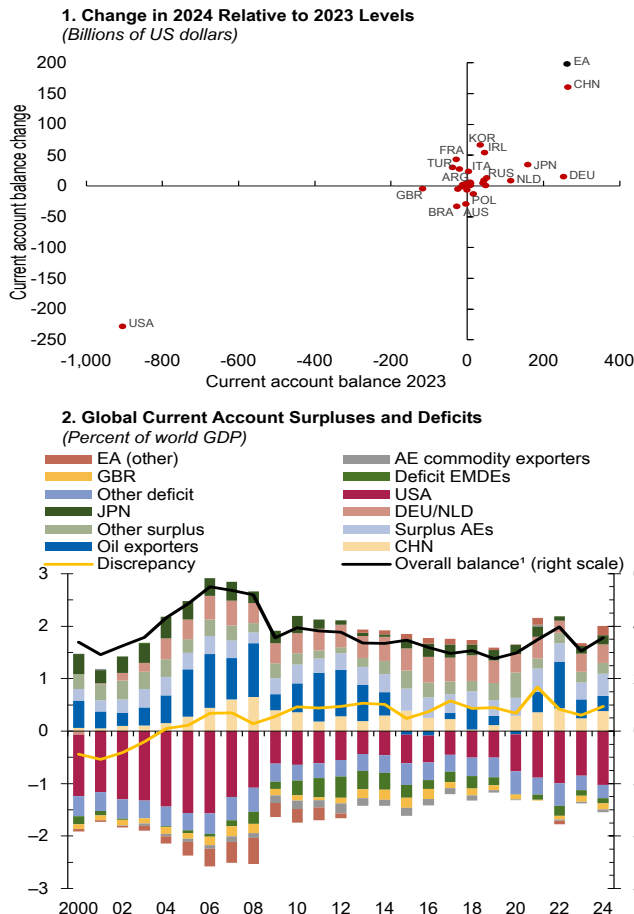 1. Change in 2024 Relative to 2023 Levels
(Billions of US dollars)
Current account balance change
200
150
100
50
0
-50
-100
-150
-200
-250
EA
CHN
KOR
IRL
FRA
TUR
ITA
JPN
ARG
RUS
NLD
DEU
GBR
POL
BRA
AUS
USA
-1,000
-800
-600
-400
-200
0
200
400
Current account balance 2023
2. Global Current Account Surpluses and Deficits
(Percent of world GDP)
EA (other)
AE commodity exporters
GBR
Deficit EMDEs
Other deficit
USA
JPN
DEU/NLD
Other surplus
Surplus AEs
Oil exporters
CHN
Discrepancy
Overall balance¹ (right scale)
3
2
1
0
–1
–2
–3
2000 02 04 06 08 10 12 14 16 18 20 22 24